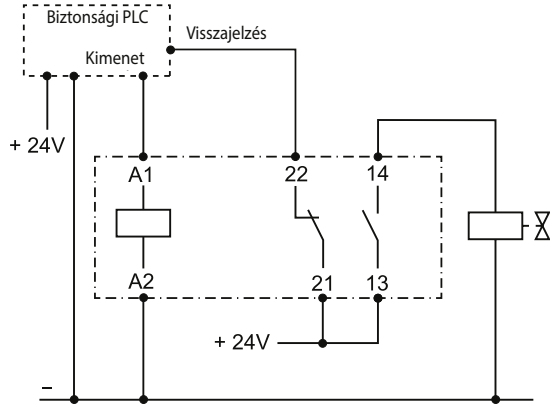 Biztonsági PLC
Visszajelzés
Kimenet
+ 24V
A1
22
14
A2
21
13
+ 24V
–